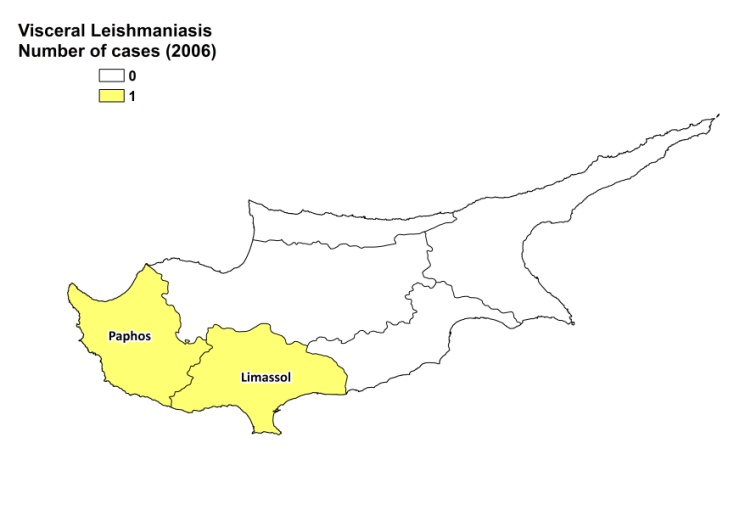 Visceral Leishmaniasis
Number of cases (2006)
0
1
Paphos
Limassol